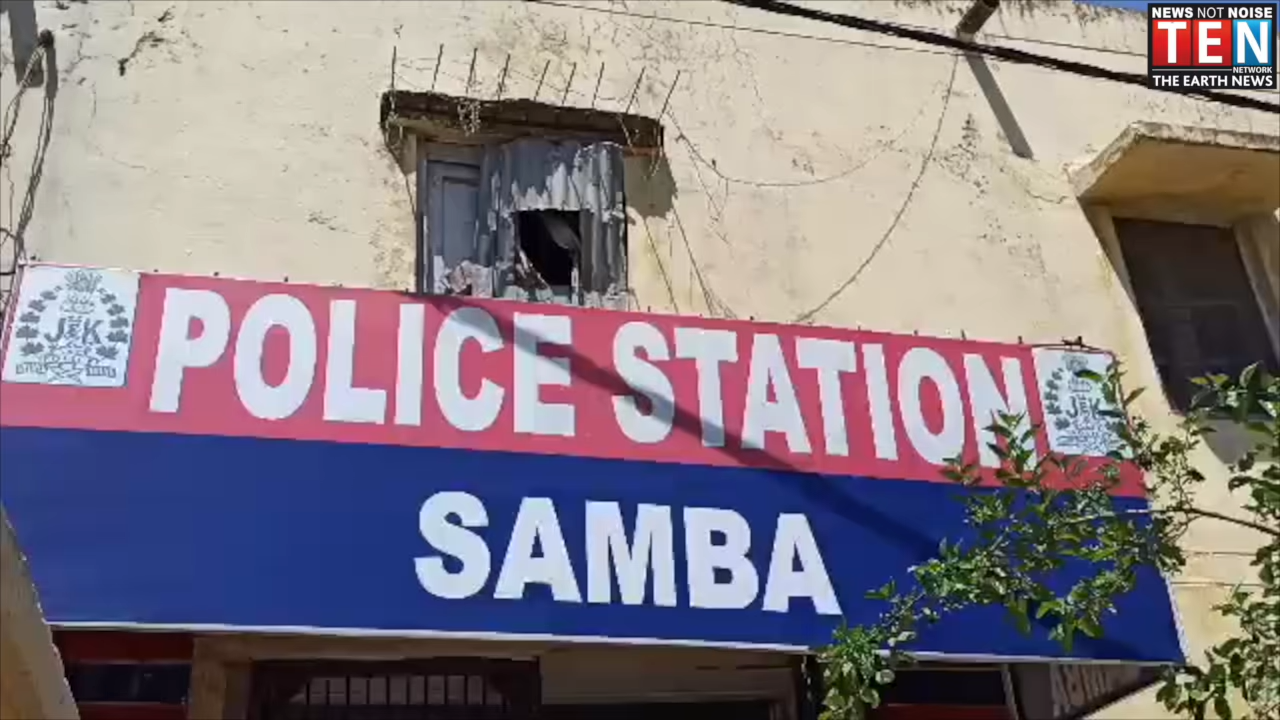 NEWS NOT NOISE
TEN
NETWORK
THE EARTH NEWS
J&K
POLICE STATION
J&K
SAMBA